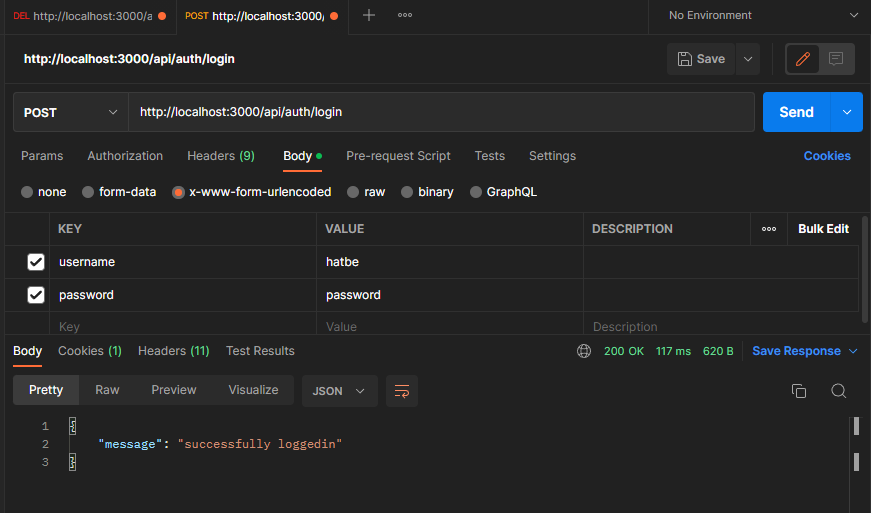 DEL http://localhost:3000/a POST http://localhost:3000/ No Environment
http://localhost:3000/api/auth/login Save
POST http://localhost:3000/api/auth/login Send
Params Authorization Headers (9) Body Pre-request Script Tests Settings Cookies
none form-data x-www-form-urlencoded raw binary GraphQL
KEY VALUE DESCRIPTION Bulk Edit
username hatbe
password password
Key Value Description
Body Cookies (1) Headers (11) Test Results 200 OK 117 ms 620 B Save Response
Pretty Raw Preview Visualize JSON
1 {
2 "message": "successfully loggedin"
3 }